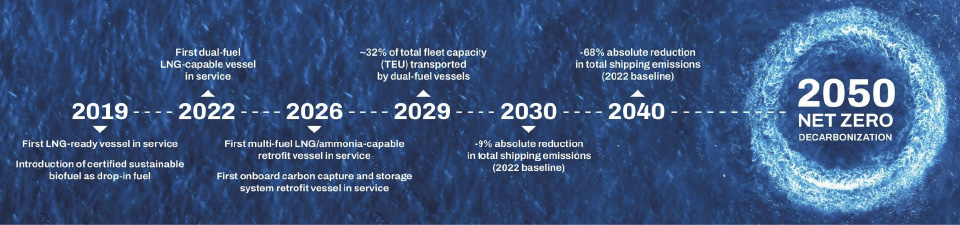 2019
First LNG-ready vessel in service
Introduction of certified sustainable
biofuel as drop-in fuel
First dual-fuel
LNG-capable vessel
in service
2022
2026
First multi-fuel LNG/ammonia-capable
retrofit vessel in service
First onboard carbon capture and storage
system retrofit vessel in service
~32% of total fleet capacity
(TEU) transported
by dual-fuel vessels
2029
2030
-9% absolute reduction
in total shipping emissions
(2022 baseline)
-68% absolute reduction
in total shipping emissions
(2022 baseline)
2040
2050
NET ZERO
DECARBONIZATION